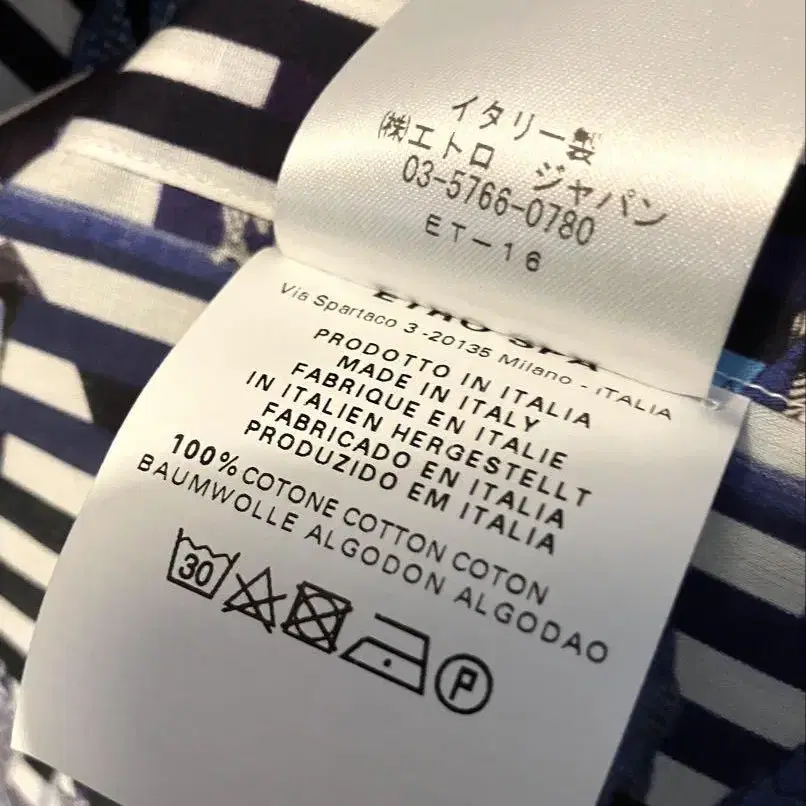 イタリー製
㈱エトロ ジャパン
03-5766-0780
ET-16
ETRO SPA
Via Spartaco 3 -20135 Milano - ITALIA
PRODOTTO IN ITALIA
MADE IN ITALY
FABRIQUE EN ITALIE
IN ITALIEN HERGESTELLT
FABRICADO EN ITALIA
PRODUZIDO EM ITALIA
100% COTONE COTTON COTON
BAUMWOLLE ALGODON ALGODAO
30 P